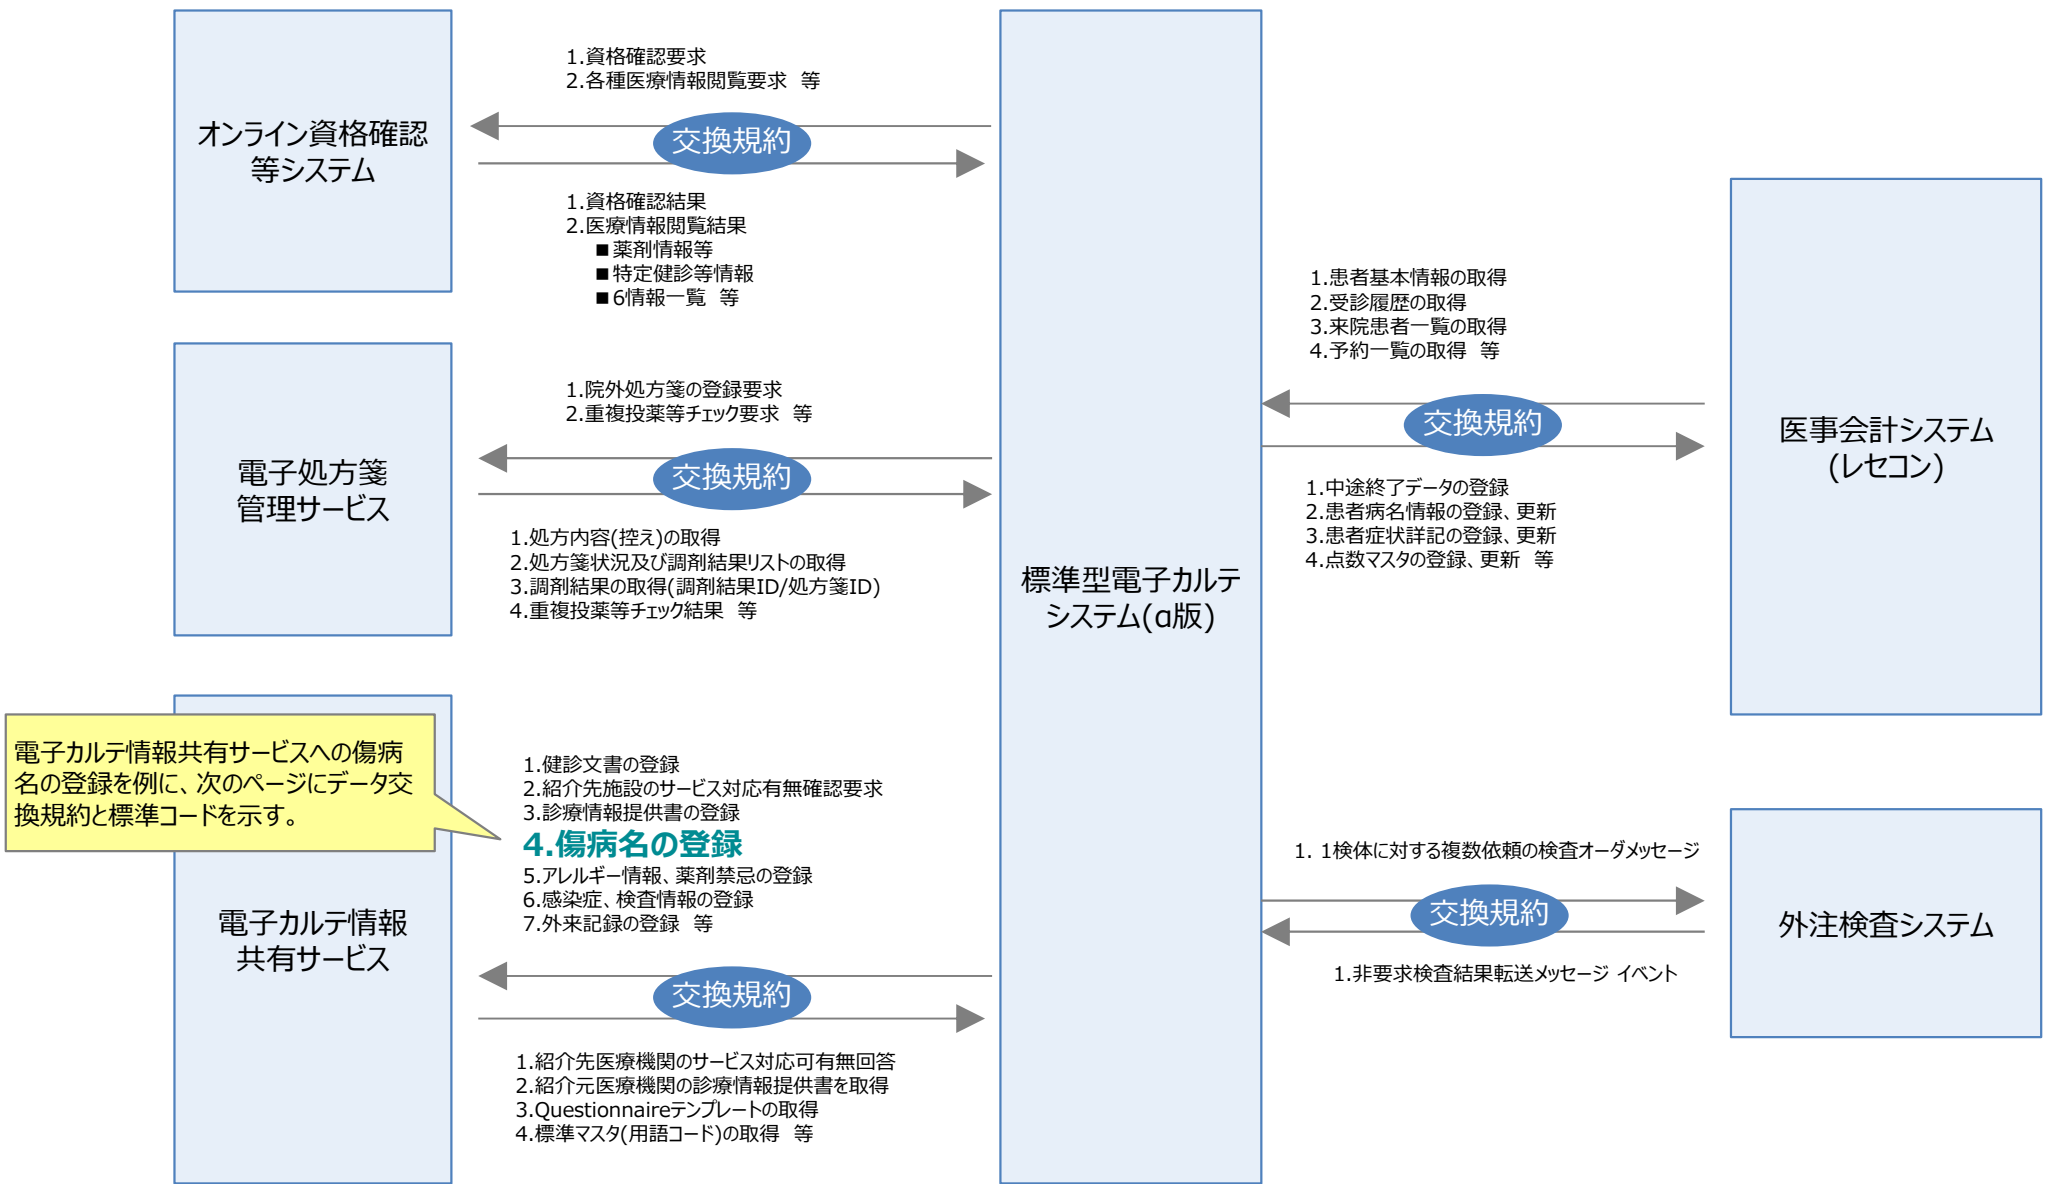 オンライン資格確認
等システム
1.資格確認要求
2.各種医療情報閲覧要求 等
交換規約
1.資格確認結果
2.医療情報閲覧結果
■薬剤情報等
■特定健診等情報
■6情報一覧 等
電子処方箋
管理サービス
1.院外処方箋の登録要求
2.重複投薬等チェック要求 等
交換規約
1.処方内容(控え)の取得
2.処方箋状況及び調剤結果リストの取得
3.調剤結果の取得(調剤結果ID/処方箋ID)
4.重複投薬等チェック結果 等
電子カルテ情報共有サービスへの傷病
名の登録を例に、次のページにデータ交
換規約と標準コードを示す。
電子カルテ情報
共有サービス
1.健診文書の登録
2.紹介先施設のサービス対応有無確認要求
3.診療情報提供書の登録
4.傷病名の登録
5.アレルギー情報、薬剤禁忌の登録
6.感染症、検査情報の登録
7.外来記録の登録 等
交換規約
1.紹介先医療機関のサービス対応可有無回答
2.紹介元医療機関の診療情報提供書を取得
3.Questionnaireテンプレートの取得
4.標準マスタ(用語コード)の取得 等
標準型電子カルテ
システム(α版)
1.患者基本情報の取得
2.受診履歴の取得
3.来院患者一覧の取得
4.予約一覧の取得 等
交換規約
1.中途終了データの登録
2.患者病名情報の登録、更新
3.患者症状詳記の登録、更新
4.点数マスタの登録、更新 等
医事会計システム
(レセコン)
1. 1検体に対する複数依頼の検査オーダメッセージ
交換規約
1.非要求検査結果転送メッセージ イベント
外注検査システム